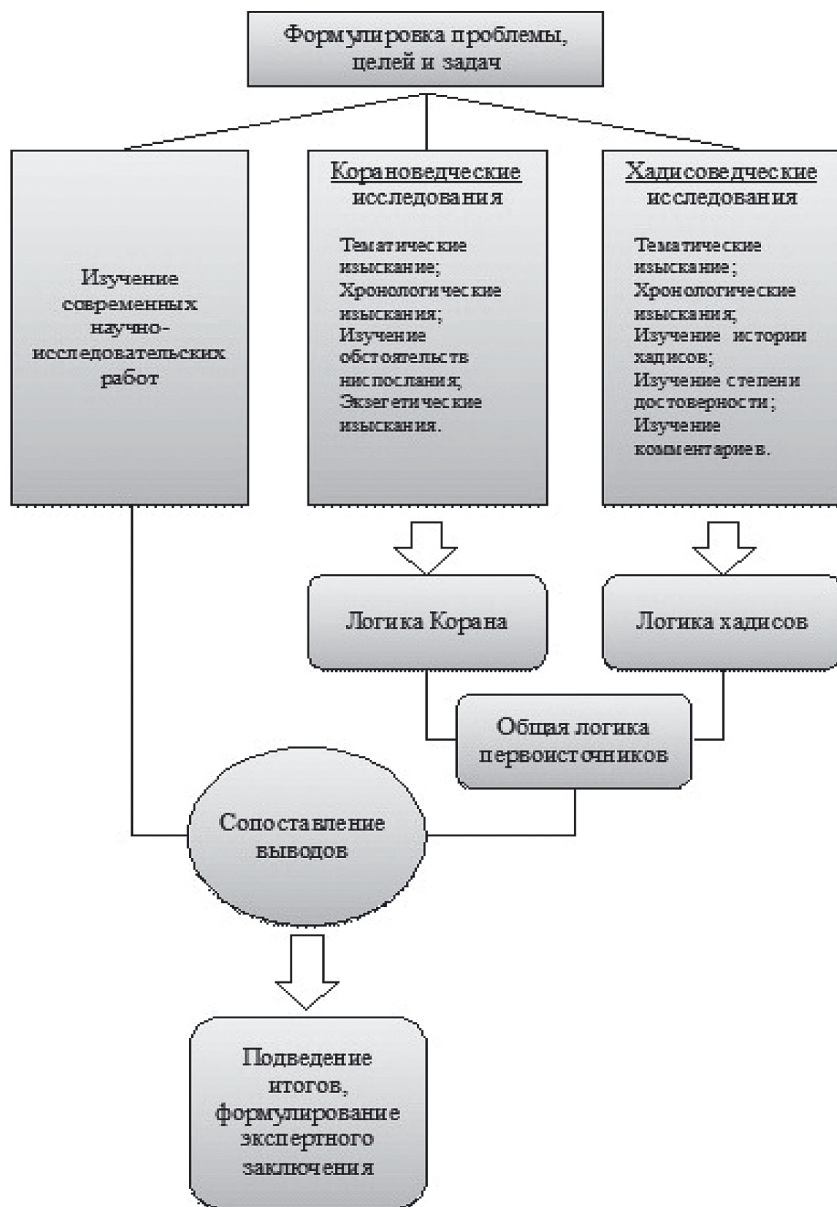 Формулировка проблемы,
целей и задач
Изучение
современных
научно-
исследовательских
работ
Корановедческие
исследования
Тематические
изыскание;
Хронологические
изыскания;
Изучение
обстоятельств
ниспослания;
Экзегетические
изыскания.
Хадисоведческие
исследования
Тематические
изыскание;
Хронологические
изыскания;
Изучение истории
хадисов;
Изучение степени
достоверности;
Изучение
комментариев.
Логика Корана
Логика хадисов
Общая логика
первоисточников
Сопоставление
выводов
Подведение
итогов,
формулирование
экспертного
заключения